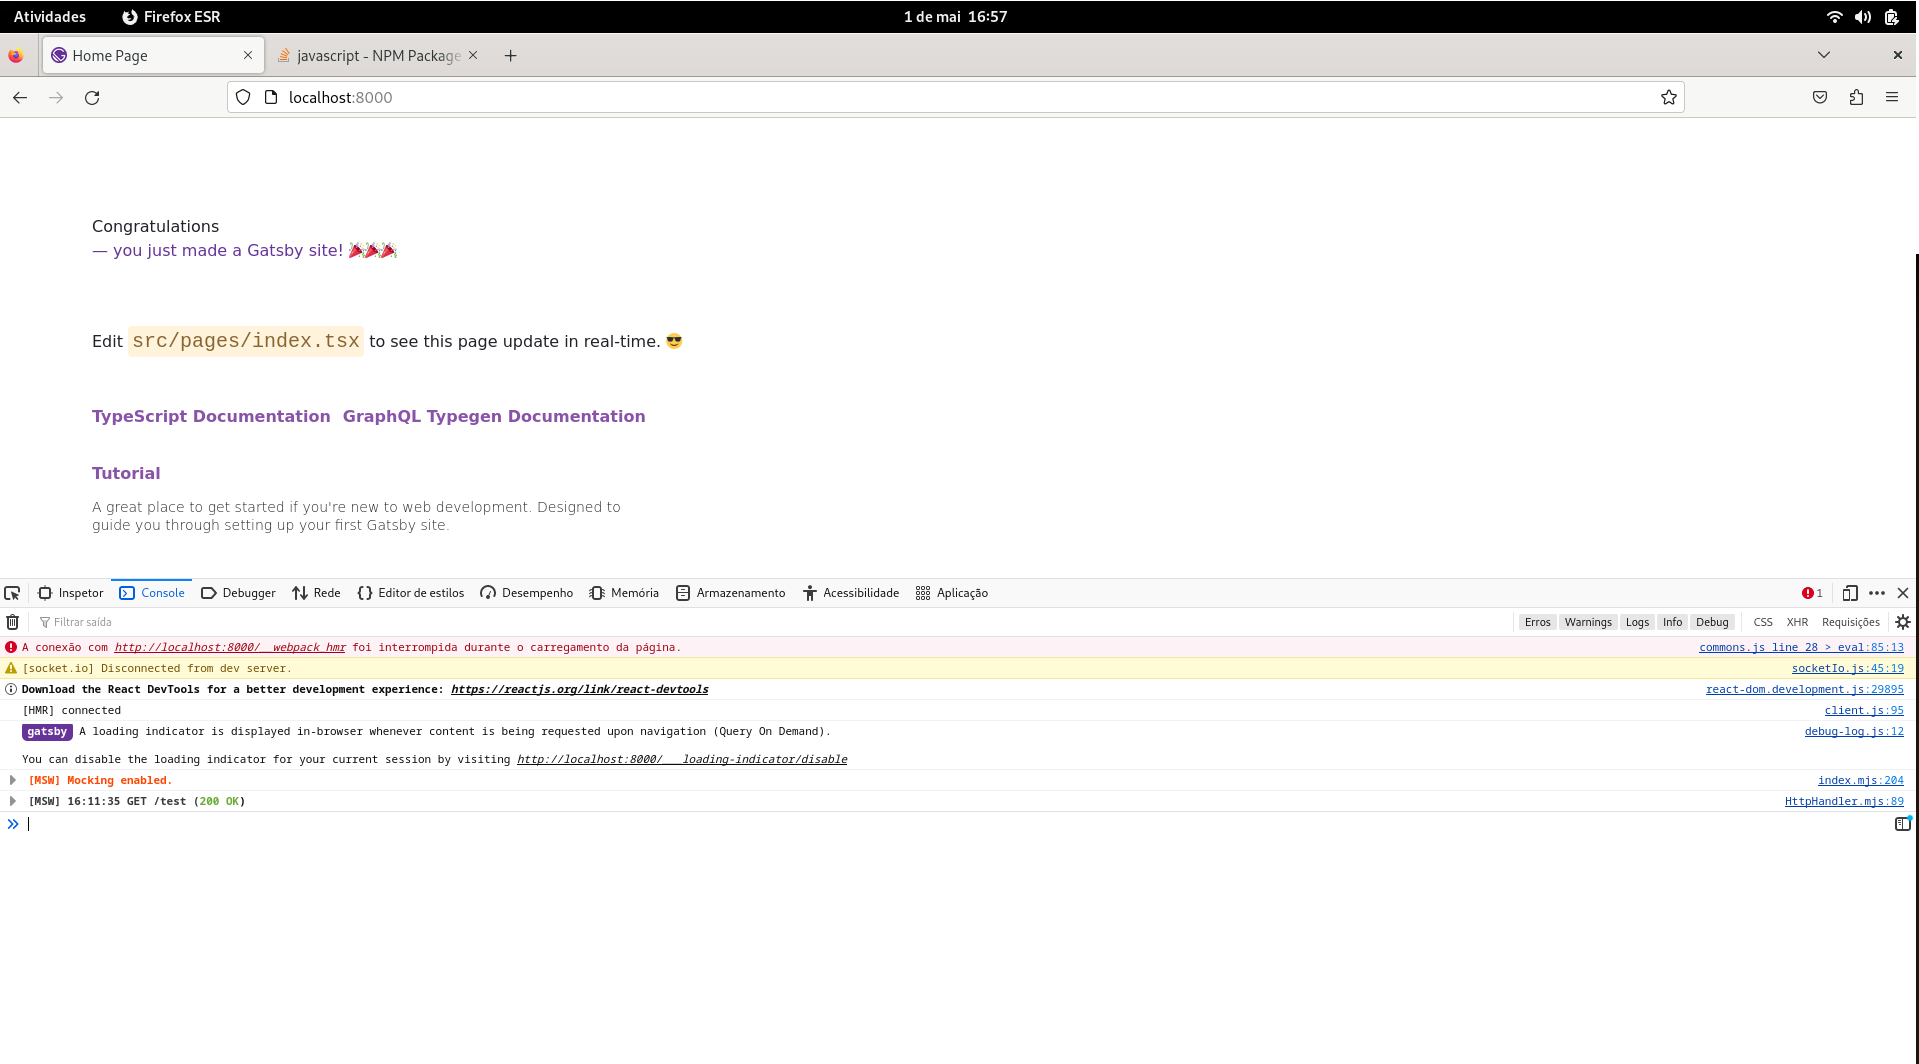 Atividades Firefox ESR 1 de mai 16:57
Home Page javascript - NPM Package
localhost:8000
Congratulations
— you just made a Gatsby site! 🎉🎉🎉
Edit src/pages/index.tsx to see this page update in real-time. 😎
TypeScript Documentation GraphQL Typegen Documentation
Tutorial
A great place to get started if you're new to web development. Designed to
guide you through setting up your first Gatsby site.
Inspetor Console Debugger Rede Editor de estilos Desempenho Memória Armazenamento Acessibilidade Aplicação 1
Filtrar saída Erros Warnings Logs Info Debug CSS XHR Requisições
A conexão com http://localhost:8000/__webpack_hmr foi interrompida durante o carregamento da página. commons.js line 28 > eval:85:13
[socket.io] Disconnected from dev server. socketIo.js:45:19
Download the React DevTools for a better development experience: https://reactjs.org/link/react-devtools react-dom.development.js:29895
[HMR] connected client.js:95
gatsby A loading indicator is displayed in-browser whenever content is being requested upon navigation (Query On Demand). debug-log.js:12
You can disable the loading indicator for your current session by visiting http://localhost:8000/___loading-indicator/disable
[MSW] Mocking enabled. index.mjs:204
[MSW] 16:11:35 GET /test (200 OK) HttpHandler.mjs:89